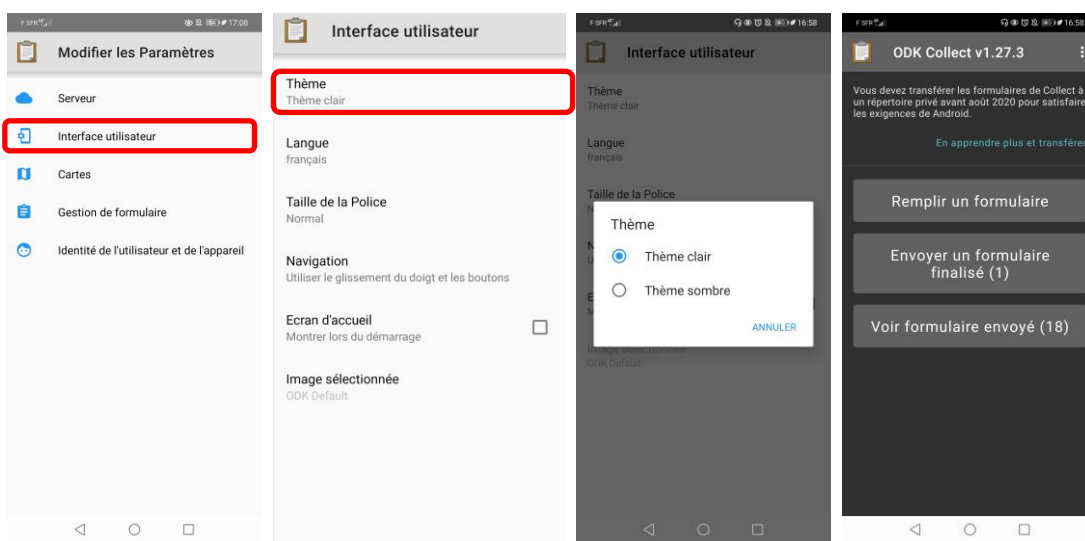 F SFR 17:08
Modifier les Paramètres
Serveur
Interface utilisateur
Cartes
Gestion de formulaire
Identité de l'utilisateur et de l'appareil
Interface utilisateur
Thème
Thème clair
Langue
français
Taille de la Police
Normal
Navigation
Utiliser le glissement du doigt et les boutons
Ecran d'accueil
Montrer lors du démarrage
Image sélectionnée
ODK Default
F SFR 16:58
Interface utilisateur
Thème
Thème clair
Langue
français
Taille de la Police
Thème
Thème clair
Thème sombre
ANNULER
Image sélectionnée
ODK Default
F SFR 16:58
ODK Collect v1.27.3
Vous devez transférer les formulaires de Collect à
un répertoire privé avant août 2020 pour satisfaire
les exigences de Android.
En apprendre plus et transférer
Remplir un formulaire
Envoyer un formulaire
finalisé (1)
Voir formulaire envoyé (18)